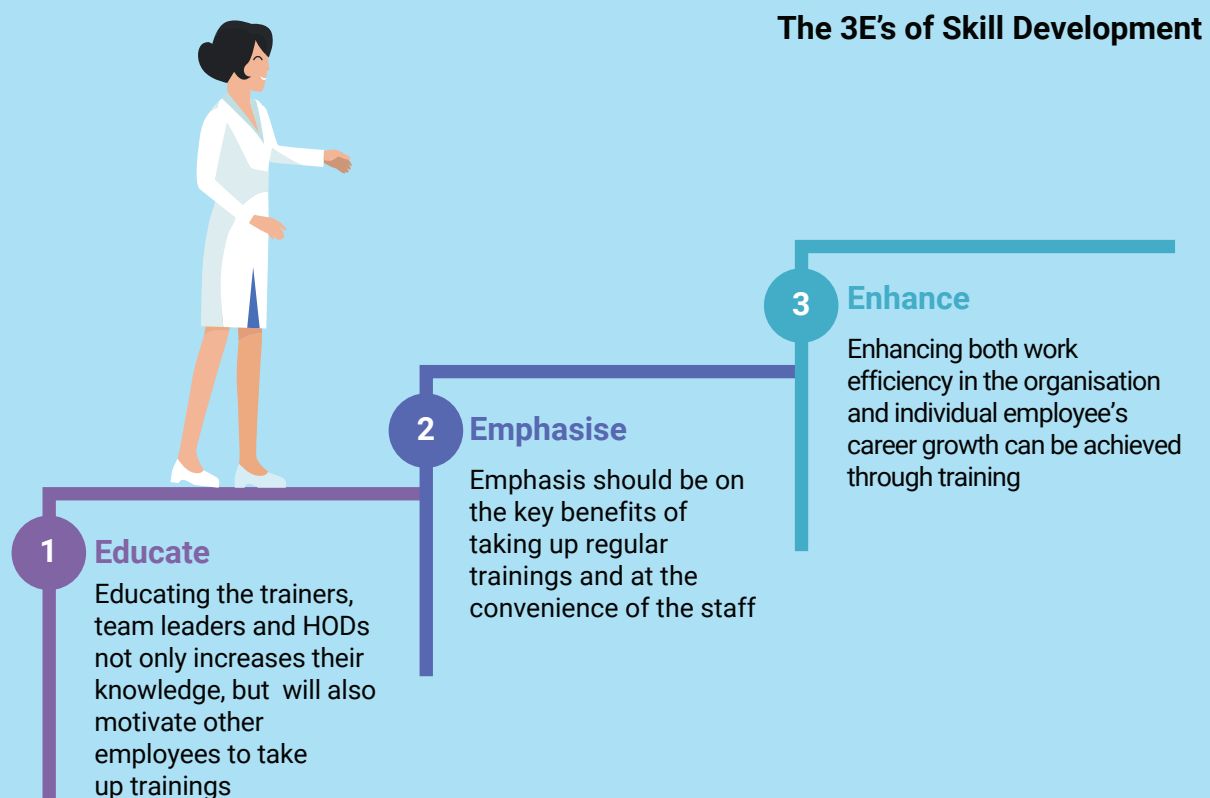 The 3E’s of Skill Development
1
Educate
Educating the trainers,
team leaders and HODs
not only increases their
knowledge, but  will also
motivate other
employees to take
up trainings
2
Emphasise
Emphasis should be on
the key benefits of
taking up regular
trainings and at the
convenience of the staff
3
Enhance
Enhancing both work
efficiency in the organisation
and individual employee’s
career growth can be achieved
through training